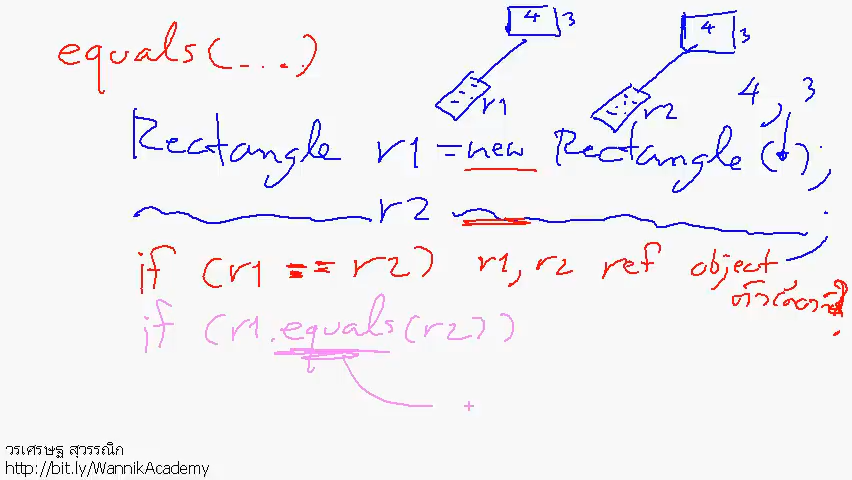 4 3 4 3
equals(....)
r1 r2 4 , 3
Rectangle r1 = new Rectangle ( );
r2 ;
if (r1 == r2) r1, r2 ref object
ตัวเดียวกัน?
if (r1.equals(r2))
วรเศรษฐ สุวรรณิก
http://bit.ly/WannikAcademy